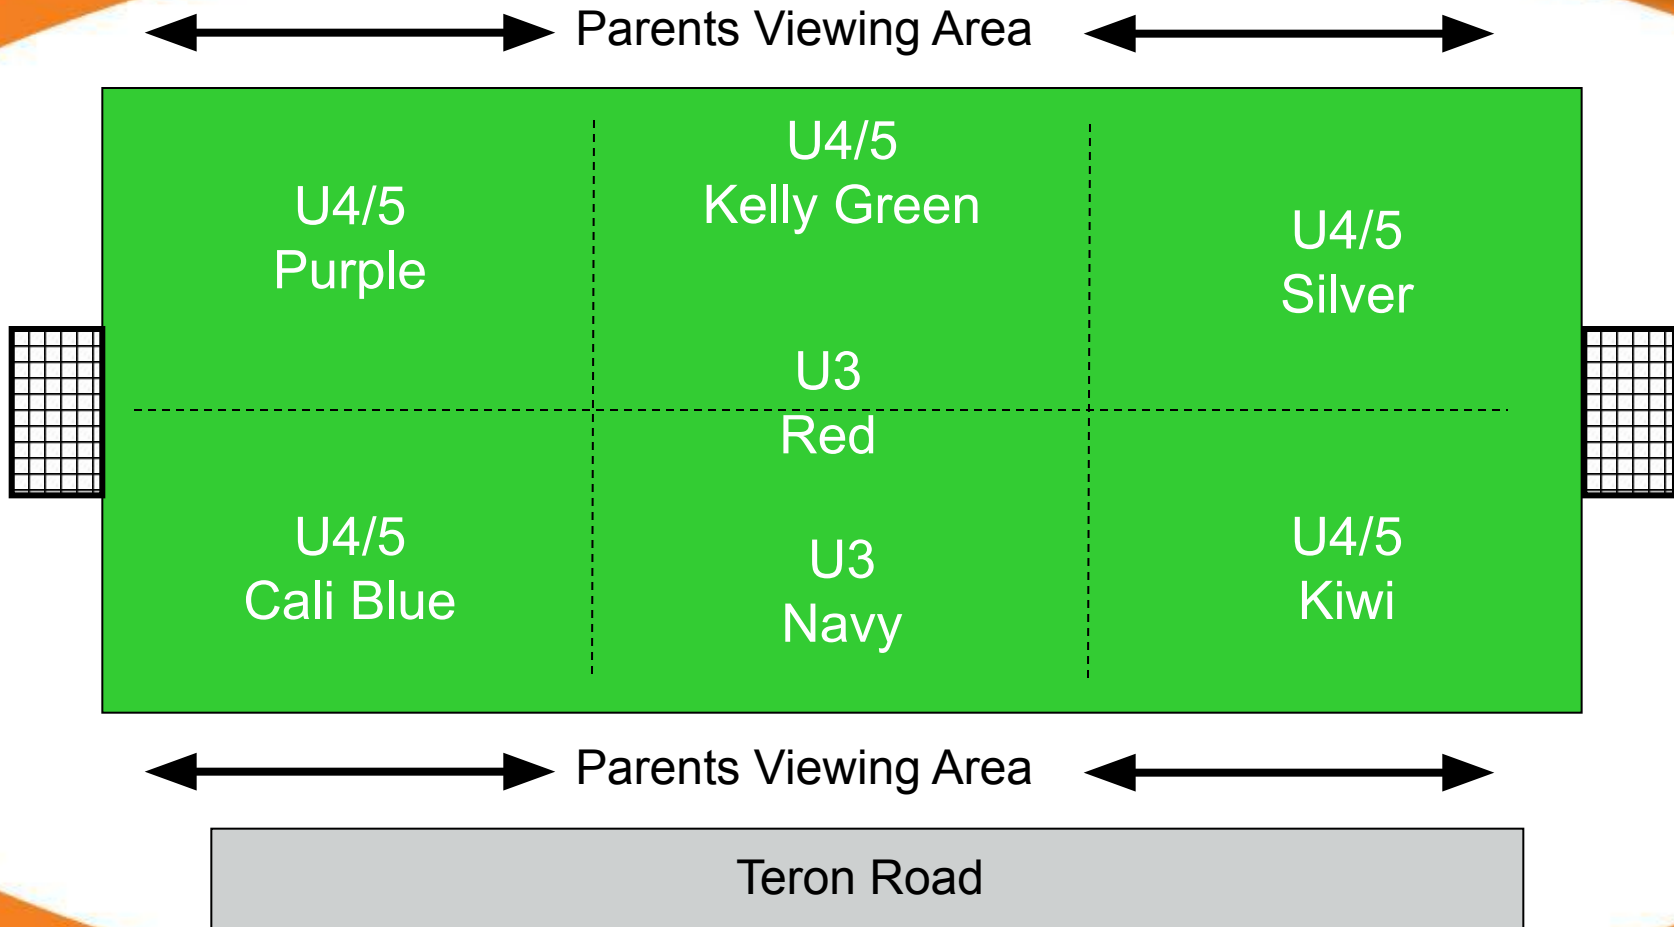 Parents Viewing Area
U4/5
Purple
U4/5
Kelly Green
U4/5
Silver
U3
Red
U4/5
Cali Blue
U3
Navy
U4/5
Kiwi
Parents Viewing Area
Teron Road